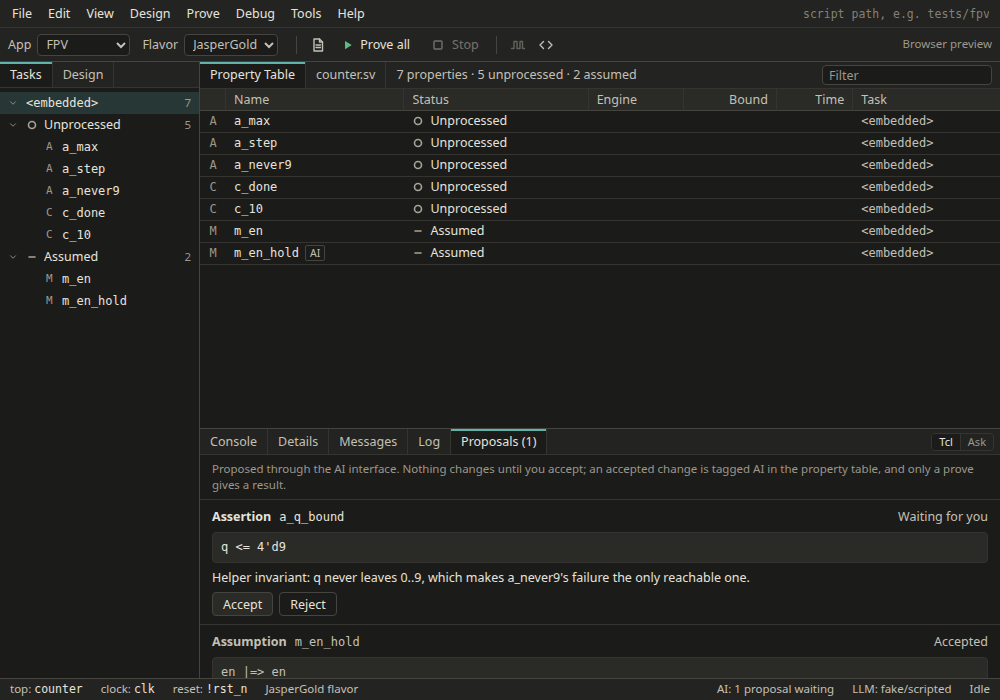 File Edit View Design Prove Debug Tools Help script path, e.g. tests/fpv
App FPV Flavor JasperGold Prove all Stop Browser preview
Tasks Design
<embedded> 7
Unprocessed 5
A a_max
A a_step
A a_never9
C c_done
C c_10
Assumed 2
M m_en
M m_en_hold
Property Table counter.sv 7 properties · 5 unprocessed · 2 assumed Filter
Name Status Engine Bound Time Task
A a_max Unprocessed <embedded>
A a_step Unprocessed <embedded>
A a_never9 Unprocessed <embedded>
C c_done Unprocessed <embedded>
C c_10 Unprocessed <embedded>
M m_en Assumed <embedded>
M m_en_hold AI Assumed <embedded>
Console Details Messages Log Proposals (1) Tcl Ask
Proposed through the AI interface. Nothing changes until you accept; an accepted change is tagged AI in the property table, and only a prove
gives a result.
Assertion a_q_bound Waiting for you
q <= 4'd9
Helper invariant: q never leaves 0..9, which makes a_never9's failure the only reachable one.
Accept Reject
Assumption m_en_hold Accepted
en |=> en
top: counter clock: clk reset: !rst_n JasperGold flavor AI: 1 proposal waiting LLM: fake/scripted Idle